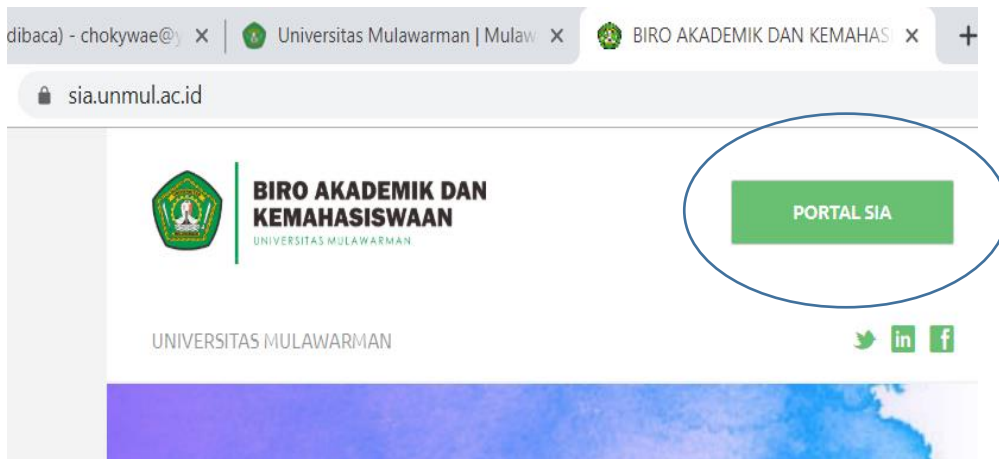 dibaca) - chokywae@y
Universitas Mulawarman | Mulaw
BIRO AKADEMIK DAN KEMAHAS
sia.unmul.ac.id
BIRO AKADEMIK DAN
KEMAHASISWAAN
UNIVERSITAS MULAWARMAN
PORTAL SIA
UNIVERSITAS MULAWARMAN
in f